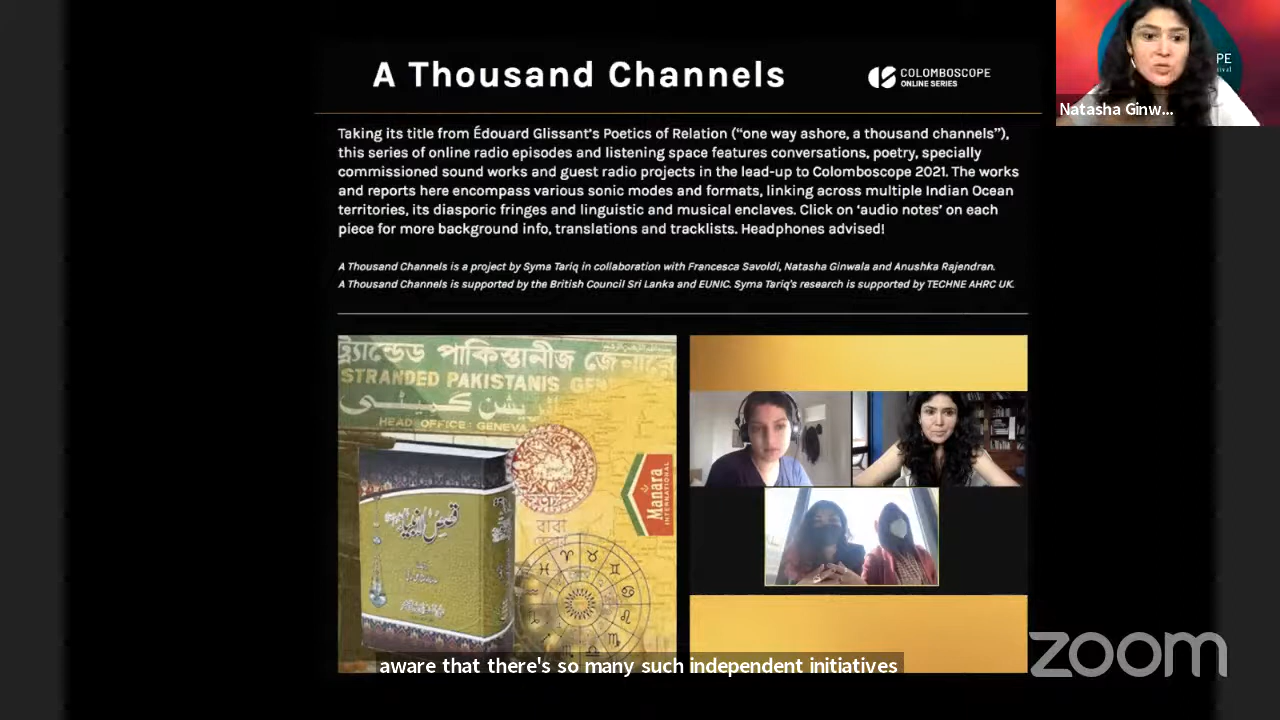 A Thousand Channels
COLOMBOSCOPE
ONLINE SERIES
Natasha Ginw...
Taking its title from Édouard Glissant's Poetics of Relation (“one way ashore, a thousand channels”),
this series of online radio episodes and listening space features conversations, poetry, specially
commissioned sound works and guest radio projects in the lead-up to Colomboscope 2021. The works
and reports here encompass various sonic modes and formats, linking across multiple Indian Ocean
territories, its diasporic fringes and linguistic and musical enclaves. Click on ‘audio notes’ on each
piece for more background info, translations and tracklists. Headphones advised!
A Thousand Channels is a project by Syma Tariq in collaboration with Francesca Savoldi, Natasha Ginwala and Anushka Rajendran.
A Thousand Channels is supported by the British Council Sri Lanka and EUNIC. Syma Tariq's research is supported by TECHNE AHRC UK.
পাকিস্তানীজ
STRANDED PAKISTANIS GEN
HEAD OFFICE: GENEVA
Manara
INTERNATIONAL
قصص الانبیاء
বাবা
aware that there's so many such independent initiatives
zoom